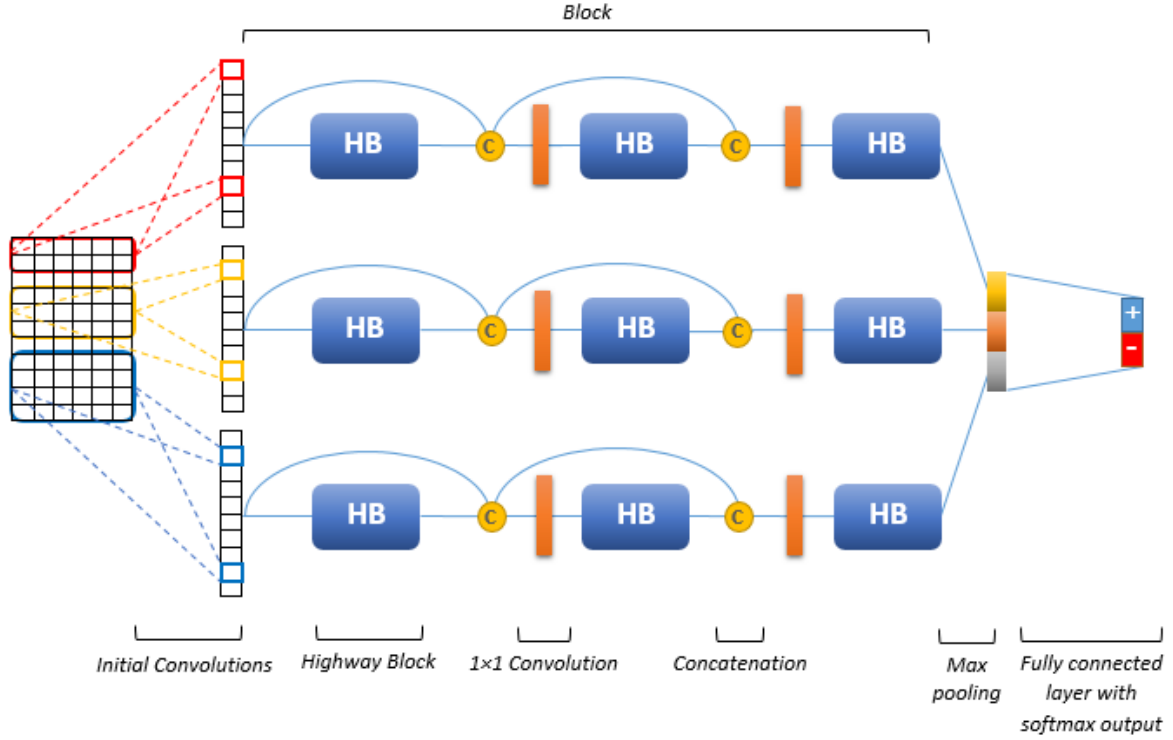 Block
HB
C
HB
C
HB
HB
C
HB
C
HB
+
-
HB
C
HB
C
HB
Initial Convolutions
Highway Block
1×1 Convolution
Concatenation
Max
pooling
Fully connected
layer with
softmax output